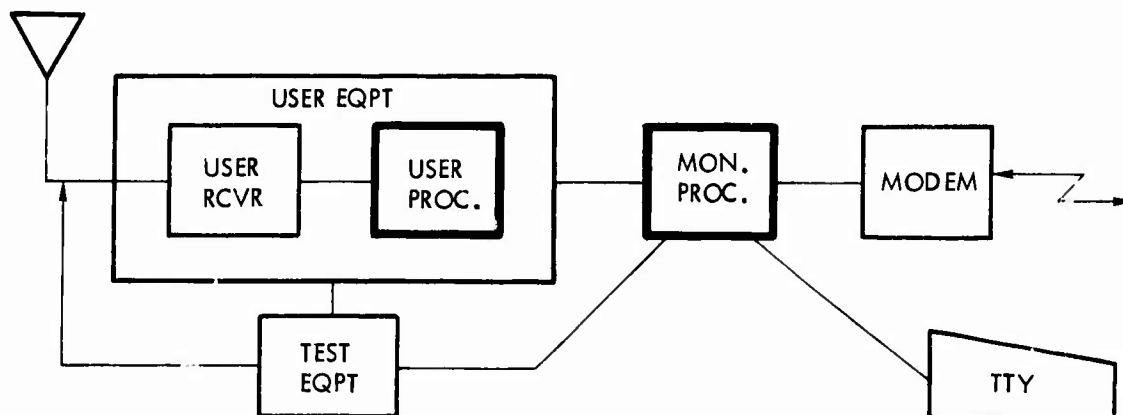 USER EQPT
USER
RCVR
USER
PROC.
MON.
PROC.
MODEM
TEST
EQPT
TTY